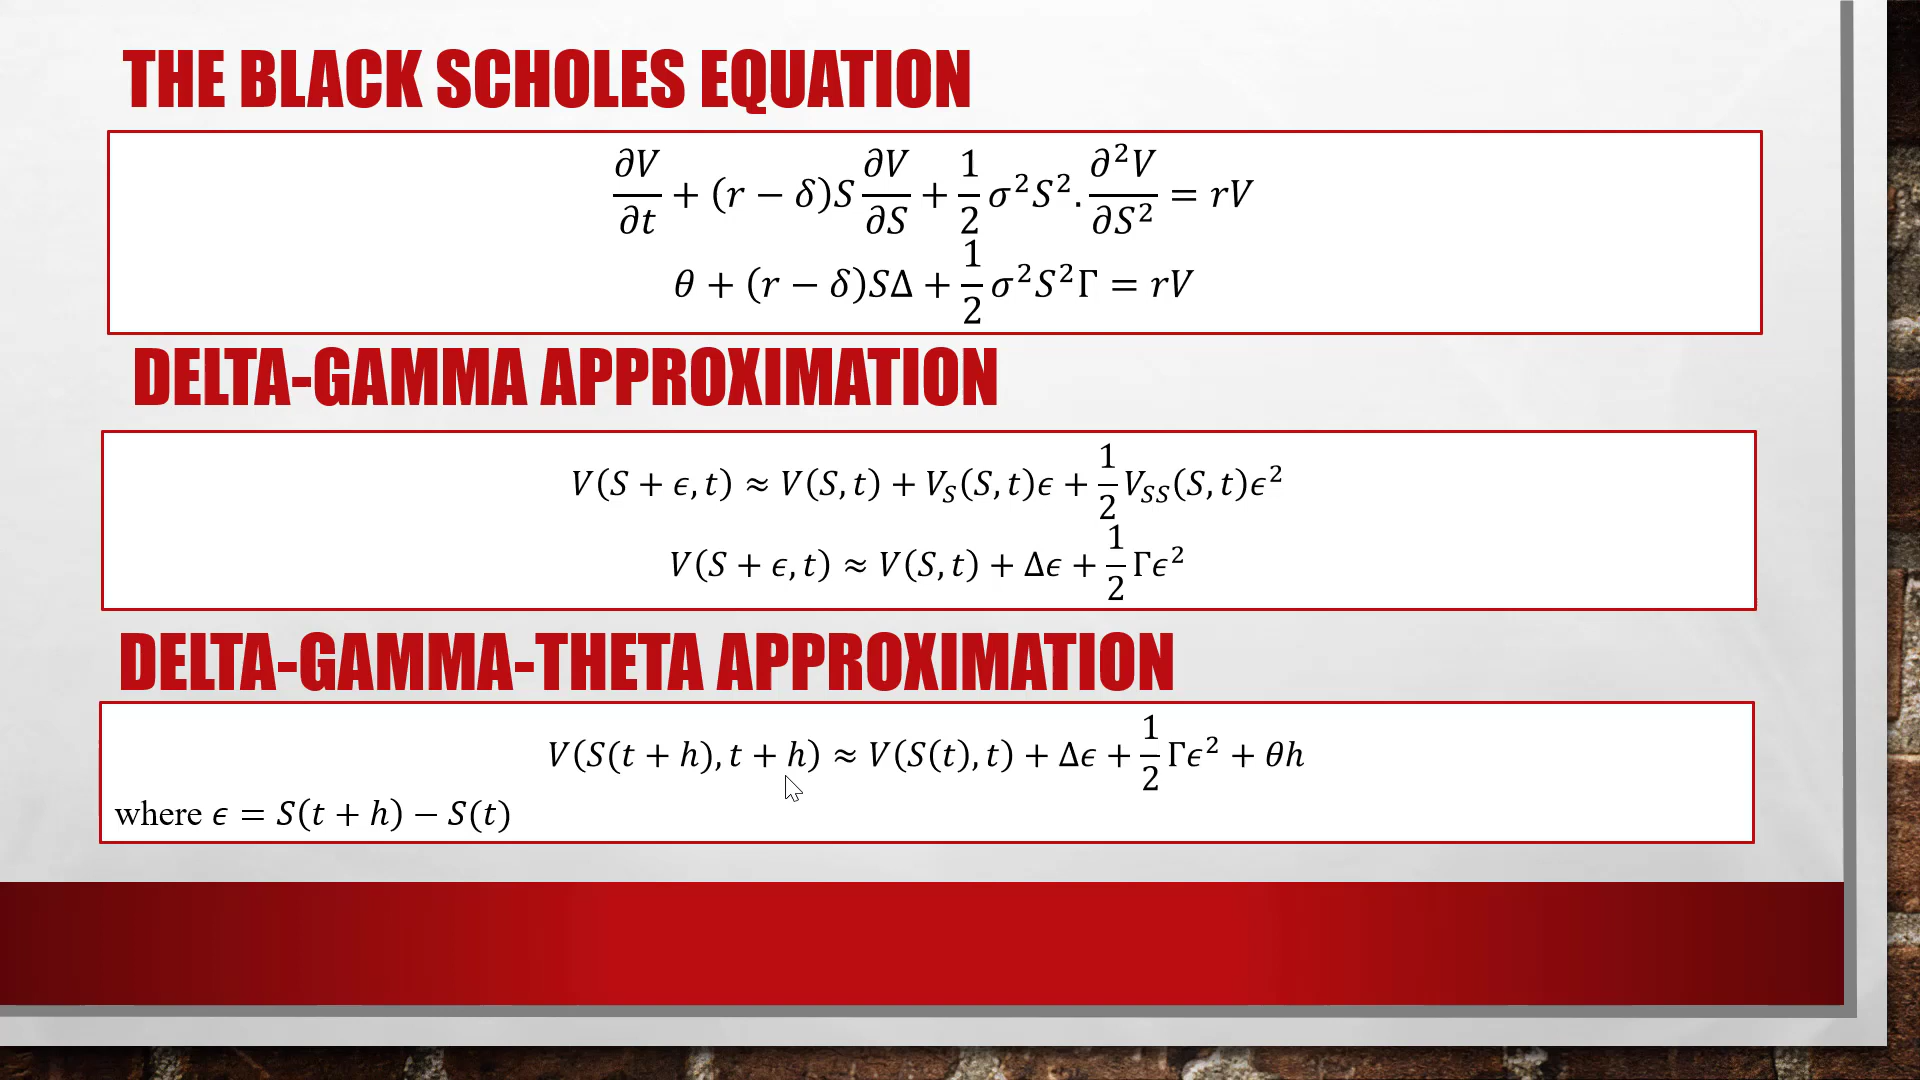 THE BLACK SCHOLES EQUATION
∂V/∂t + (r − δ)S ∂V/∂S + 1/2 σ²S². ∂²V/∂S² = rV
θ + (r − δ)SΔ + 1/2 σ²S²Γ = rV
DELTA-GAMMA APPROXIMATION
V(S + ϵ, t) ≈ V(S, t) + V_S(S, t)ϵ + 1/2 V_SS(S, t)ϵ²
V(S + ϵ, t) ≈ V(S, t) + Δϵ + 1/2 Γϵ²
DELTA-GAMMA-THETA APPROXIMATION
V(S(t + h), t + h) ≈ V(S(t), t) + Δϵ + 1/2 Γϵ² + θh
where ϵ = S(t + h) − S(t)